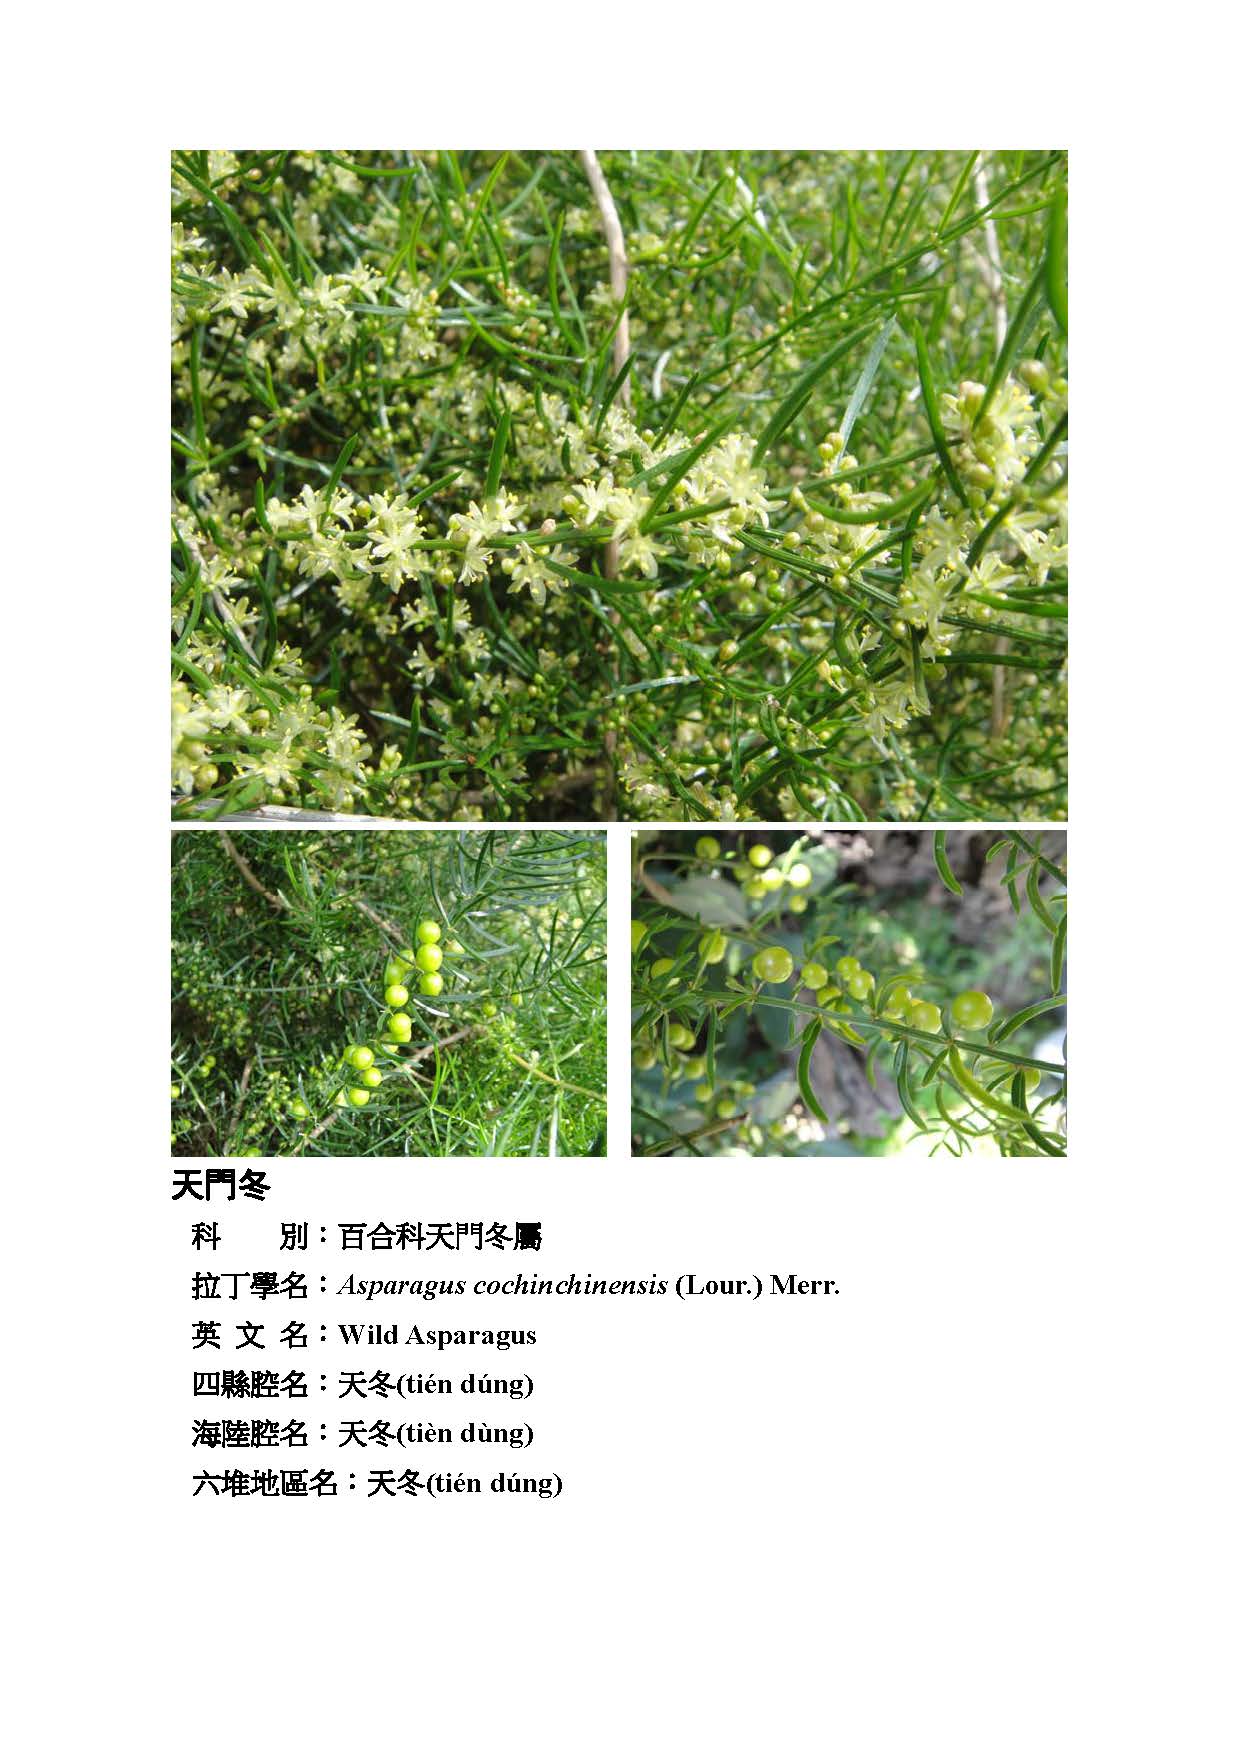 天門冬
科　　別：百合科天門冬屬
拉丁學名：Asparagus cochinchinensis (Lour.) Merr.
英 文 名：Wild Asparagus
四縣腔名：天冬(tién dúng)
海陸腔名：天冬(tièn dùng)
六堆地區名：天冬(tién dúng)